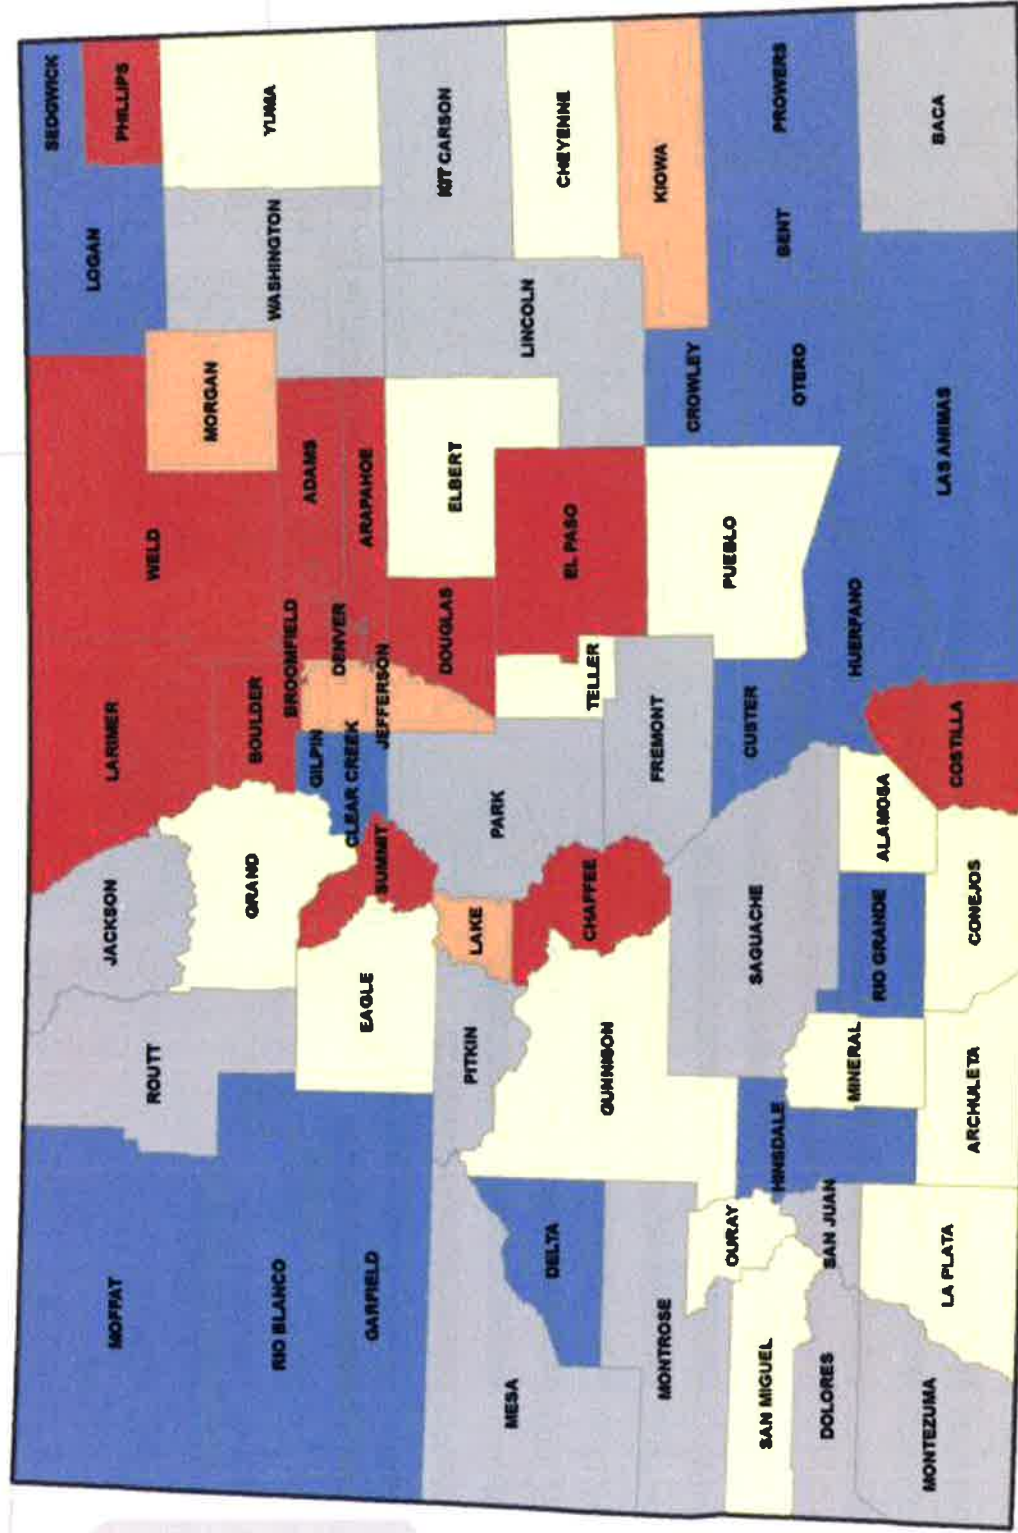 MOFFAT
ROUTT
JACKSON
LARIMER
WELD
LOGAN
SEDGWICK
PHILLIPS
MORGAN
YUMA
WASHINGTON
RIO BLANCO
GRAND
BOULDER
BROOMFIELD
GILPIN
ADAMS
DENVER
CLEAR CREEK
JEFFERSON
ARAPAHOE
GARFIELD
EAGLE
SUMMIT
DOUGLAS
ELBERT
KIT CARSON
PITKIN
LAKE
PARK
MESA
DELTA
LINCOLN
CHEYENNE
TELLER
EL PASO
CHAFFEE
GUNNISON
FREMONT
MONTROSE
KIOWA
CROWLEY
OURAY
PUEBLO
CUSTER
SAGUACHE
SAN MIGUEL
HINSDALE
OTERO
BENT
PROWERS
DOLORES
SAN JUAN
MINERAL
RIO GRANDE
ALAMOSA
HUERFANO
MONTEZUMA
LA PLATA
ARCHULETA
CONEJOS
COSTILLA
LAS ANIMAS
BACA